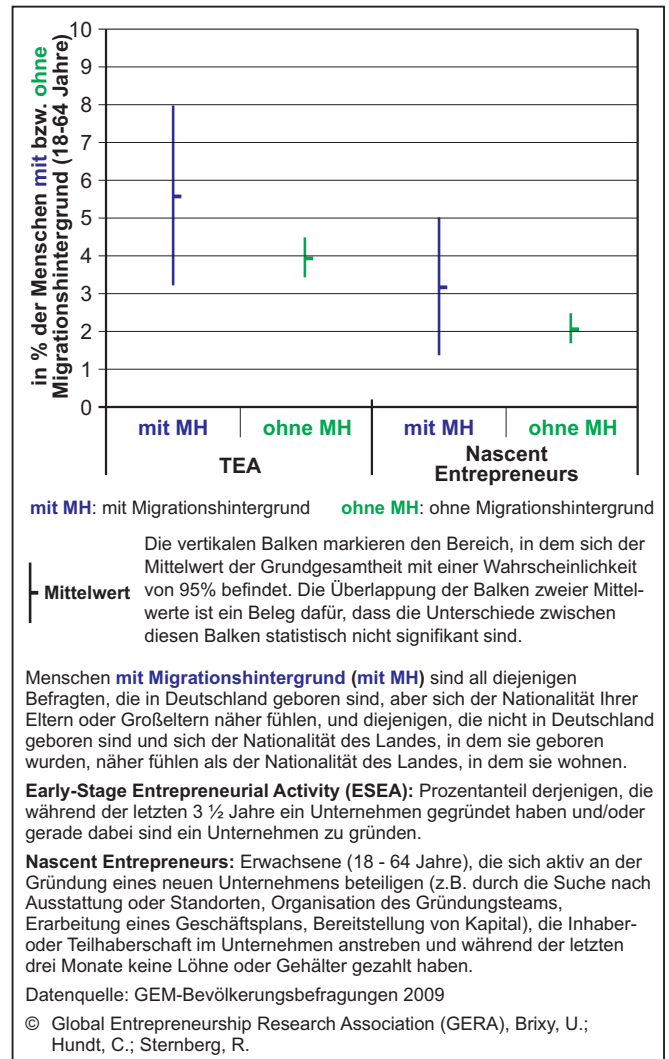 in % der Menschen mit bzw. ohne
Migrationshintergrund (18-64 Jahre)
10
9
8
7
6
5
4
3
2
1
0
mit MH ohne MH mit MH ohne MH
TEA Nascent
Entrepreneurs
mit MH: mit Migrationshintergrund ohne MH: ohne Migrationshintergrund
Mittelwert
Die vertikalen Balken markieren den Bereich, in dem sich der
Mittelwert der Grundgesamtheit mit einer Wahrscheinlichkeit
von 95% befindet. Die Überlappung der Balken zweier Mittel-
werte ist ein Beleg dafür, dass die Unterschiede zwischen
diesen Balken statistisch nicht signifikant sind.
Menschen mit Migrationshintergrund (mit MH) sind all diejenigen
Befragten, die in Deutschland geboren sind, aber sich der Nationalität Ihrer
Eltern oder Großeltern näher fühlen, und diejenigen, die nicht in Deutschland
geboren sind und sich der Nationalität des Landes, in dem sie geboren
wurden, näher fühlen als der Nationalität des Landes, in dem sie wohnen.
Early-Stage Entrepreneurial Activity (ESEA): Prozentanteil derjenigen, die
während der letzten 3 ½ Jahre ein Unternehmen gegründet haben und/oder
gerade dabei sind ein Unternehmen zu gründen.
Nascent Entrepreneurs: Erwachsene (18 - 64 Jahre), die sich aktiv an der
Gründung eines neuen Unternehmens beteiligen (z.B. durch die Suche nach
Ausstattung oder Standorten, Organisation des Gründungsteams,
Erarbeitung eines Geschäftsplans, Bereitstellung von Kapital), die Inhaber-
oder Teilhaberschaft im Unternehmen anstreben und während der letzten
drei Monate keine Löhne oder Gehälter gezahlt haben.
Datenquelle: GEM-Bevölkerungsbefragungen 2009
© Global Entrepreneurship Research Association (GERA), Brixy, U.;
Hundt, C.; Sternberg, R.